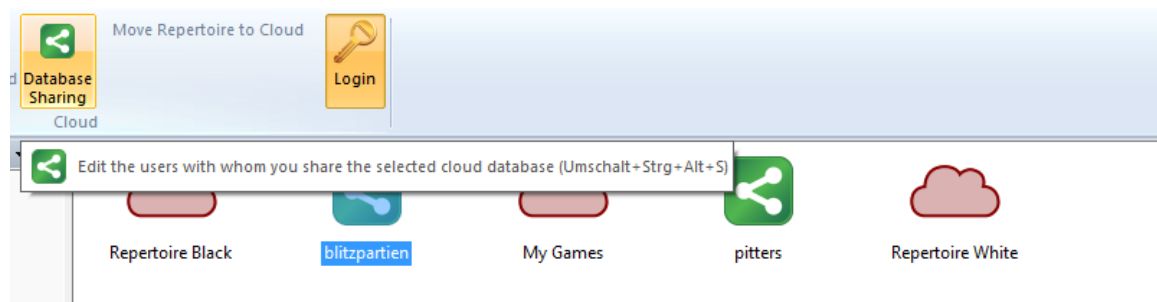 Move Repertoire to Cloud
d Database
Sharing
Login
Cloud
Edit the users with whom you share the selected cloud database (Umschalt+Strg+Alt+S)
Repertoire Black
blitzpartien
My Games
pitters
Repertoire White